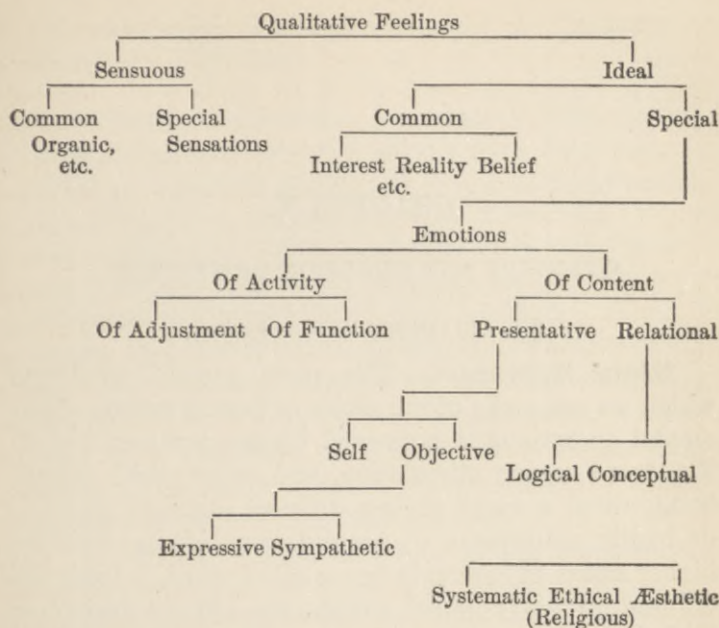 Qualitative Feelings
Sensuous Ideal
Common Special Common Special
Organic, Sensations
etc.
Interest Reality Belief
etc.
Emotions
Of Activity Of Content
Of Adjustment Of Function Presentative Relational
Self Objective
Logical Conceptual
Expressive Sympathetic
Systematic Ethical Æsthetic
(Religious)